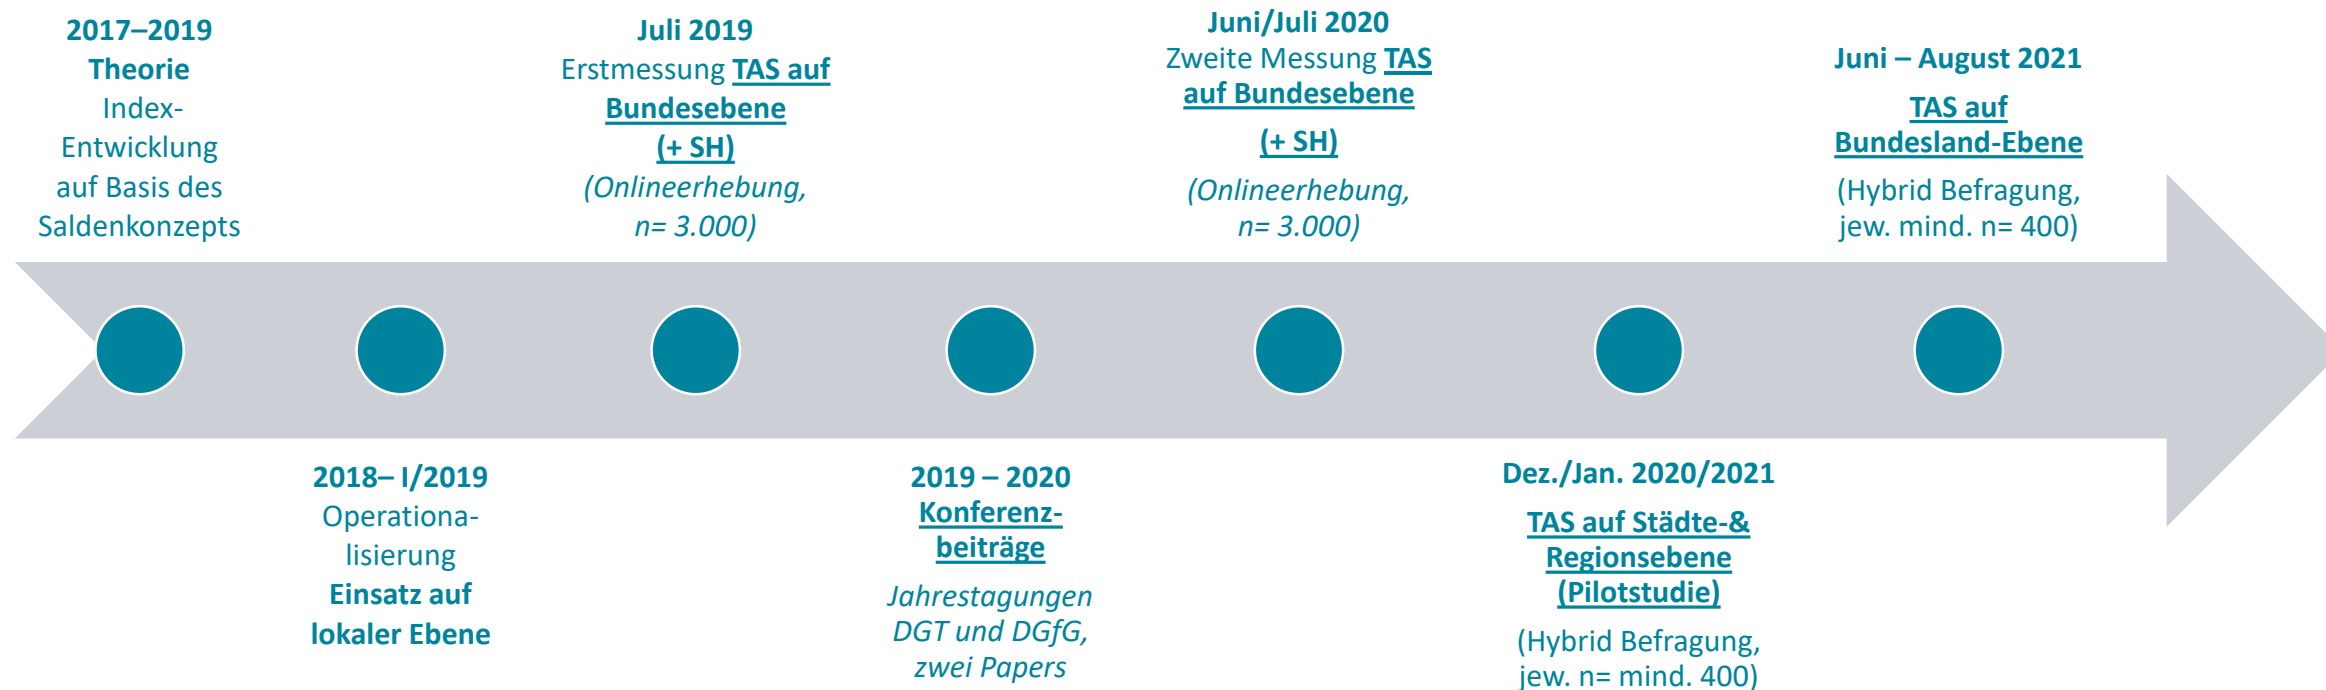 2017–2019
Theorie
Index-
Entwicklung
auf Basis des
Saldenkonzepts
2018– I/2019
Operationa-
lisierung
Einsatz auf
lokaler Ebene
Juli 2019
Erstmessung TAS auf
Bundesebene
(+ SH)
(Onlineerhebung,
n= 3.000)
2019 – 2020
Konferenz-
beiträge
Jahrestagungen
DGT und DGfG,
zwei Papers
Juni/Juli 2020
Zweite Messung TAS
auf Bundesebene
(+ SH)
(Onlineerhebung,
n= 3.000)
Dez./Jan. 2020/2021
TAS auf Städte-&
Regionsebene
(Pilotstudie)
(Hybrid Befragung,
jew. n= mind. 400)
Juni – August 2021
TAS auf
Bundesland-Ebene
(Hybrid Befragung,
jew. mind. n= 400)